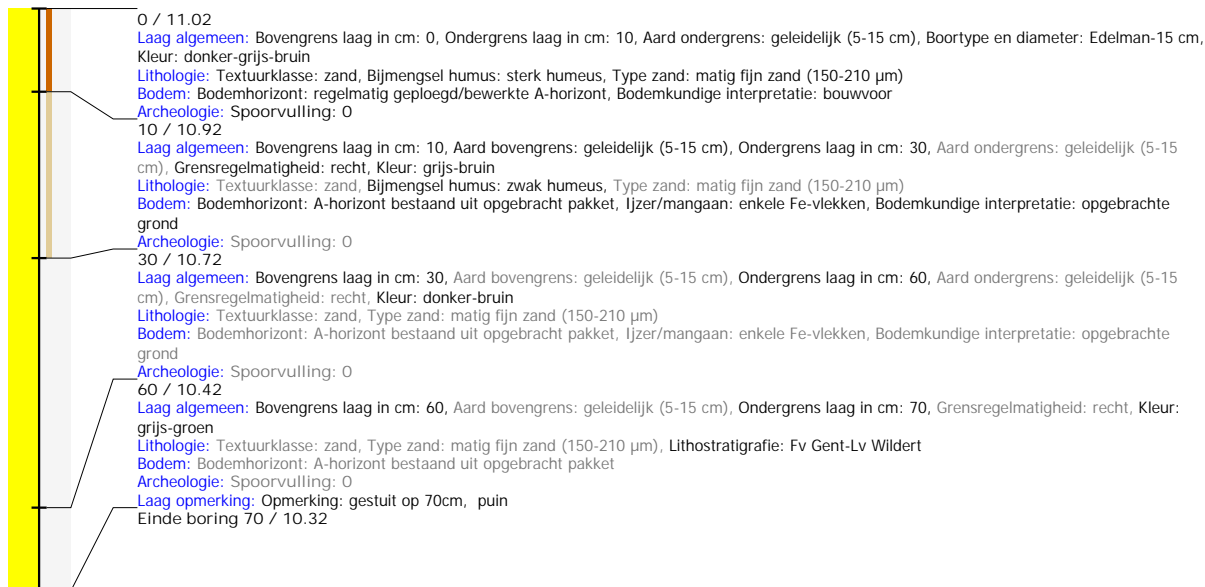 0 / 11.02
Laag algemeen: Bovengrens laag in cm: 0, Ondergrens laag in cm: 10, Aard ondergrens: geleidelijk (5-15 cm), Boortype en diameter: Edelman-15 cm,
Kleur: donker-grijs-bruin
Lithologie: Textuurklasse: zand, Bijmengsel humus: sterk humeus, Type zand: matig fijn zand (150-210 µm)
Bodem: Bodemhorizont: regelmatig geploegd/bewerkte A-horizont, Bodemkundige interpretatie: bouwvoor
Archeologie: Spoorvulling: 0
10 / 10.92
Laag algemeen: Bovengrens laag in cm: 10, Aard bovengrens: geleidelijk (5-15 cm), Ondergrens laag in cm: 30, Aard ondergrens: geleidelijk (5-15
cm), Grensregelmatigheid: recht, Kleur: grijs-bruin
Lithologie: Textuurklasse: zand, Bijmengsel humus: zwak humeus, Type zand: matig fijn zand (150-210 µm)
Bodem: Bodemhorizont: A-horizont bestaand uit opgebracht pakket, Ijzer/mangaan: enkele Fe-vlekken, Bodemkundige interpretatie: opgebrachte
grond
Archeologie: Spoorvulling: 0
30 / 10.72
Laag algemeen: Bovengrens laag in cm: 30, Aard bovengrens: geleidelijk (5-15 cm), Ondergrens laag in cm: 60, Aard ondergrens: geleidelijk (5-15
cm), Grensregelmatigheid: recht, Kleur: donker-bruin
Lithologie: Textuurklasse: zand, Type zand: matig fijn zand (150-210 µm)
Bodem: Bodemhorizont: A-horizont bestaand uit opgebracht pakket, Ijzer/mangaan: enkele Fe-vlekken, Bodemkundige interpretatie: opgebrachte
grond
Archeologie: Spoorvulling: 0
60 / 10.42
Laag algemeen: Bovengrens laag in cm: 60, Aard bovengrens: geleidelijk (5-15 cm), Ondergrens laag in cm: 70, Grensregelmatigheid: recht, Kleur:
grijs-groen
Lithologie: Textuurklasse: zand, Type zand: matig fijn zand (150-210 µm), Lithostratigrafie: Fv Gent-Lv Wildert
Bodem: Bodemhorizont: A-horizont bestaand uit opgebracht pakket
Archeologie: Spoorvulling: 0
Laag opmerking: Opmerking: gestuit op 70cm, puin
Einde boring 70 / 10.32